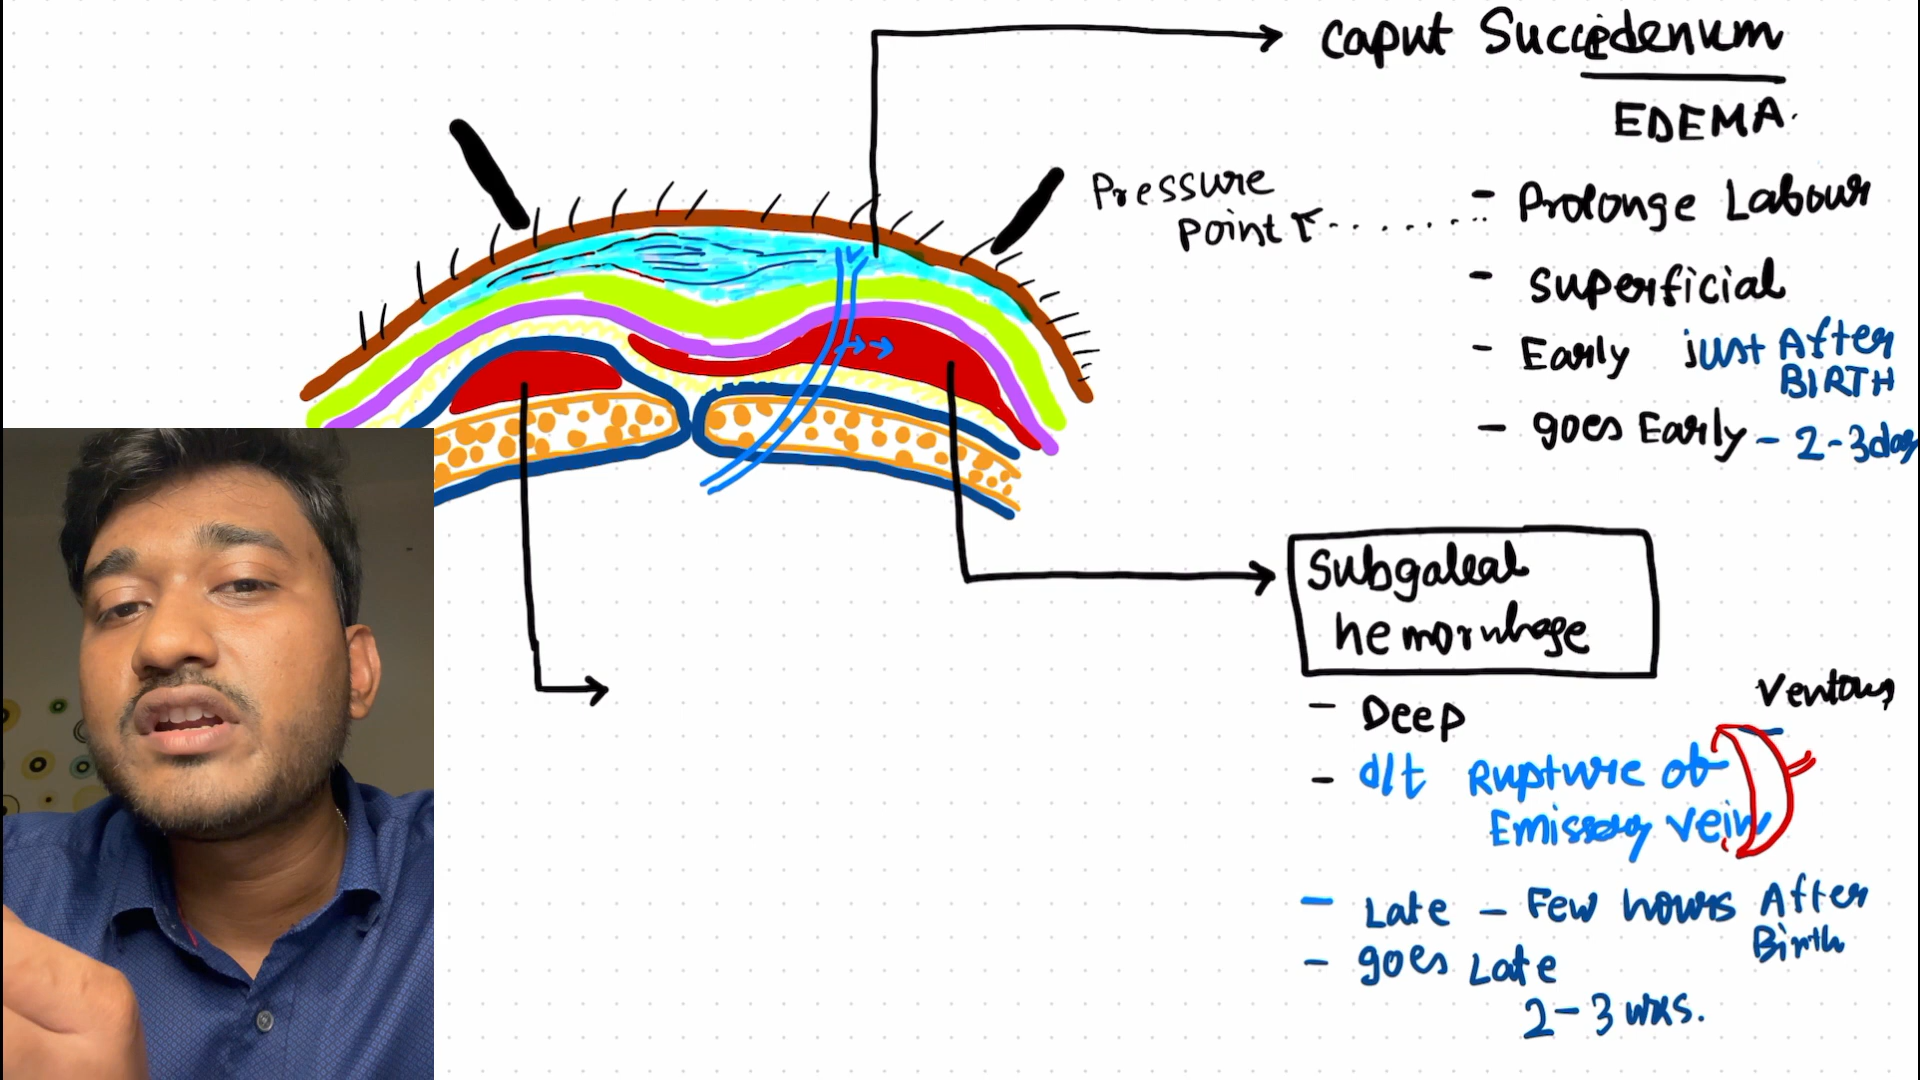 caput Succedenum
EDEMA.
Pressure
point
- Prolonge Labour
- Superficial
- Early just After
BIRTH
- goes Early - 2-3day
Subgaleal
hemorrhage
- Deep
Ventous
- d/t Rupture of
Emissary vein
- Late - Few hours After
Birth
- goes Late
2-3 wks.